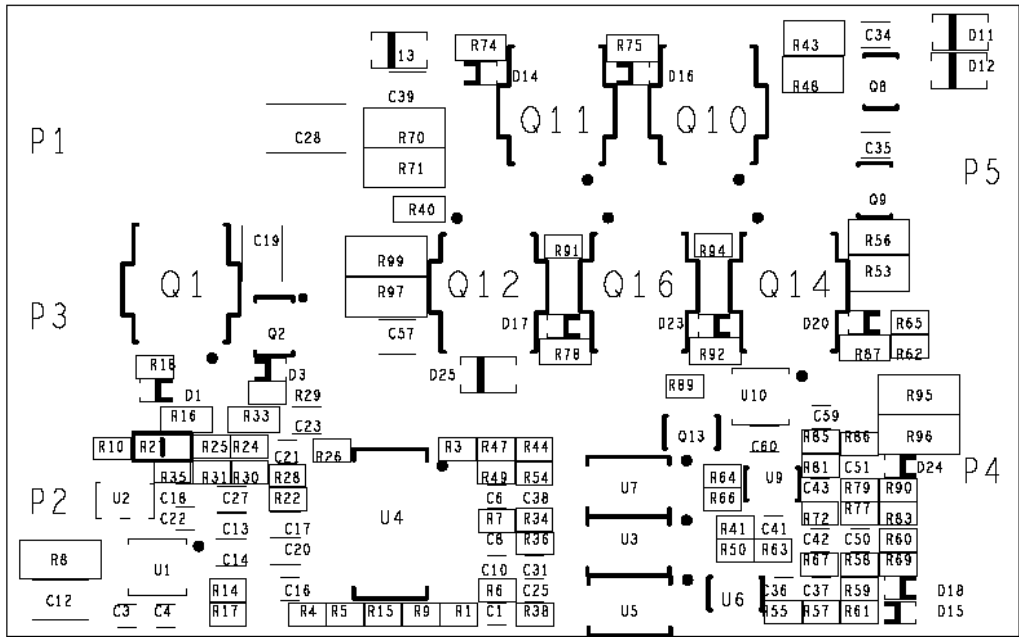 R74 R75 R43 C34 D11
13 D14 D16 D12
C39 R48 Q8
P1 C28 R70 Q11 Q10 C35
R71 P5
R40 Q9
C19 R99 R91 R94 R56
Q1 R97 Q12 Q16 Q14 R53
P3 Q2 C57 D17 D23 D20 R65
R78 R92 R87 R62
R18 D3 D25
D1 R29 R89 U10 R95
R16 R33 C23 C59
R10 R21 R25 R24 C21 R26 R3 R47 R44 Q13 C60 R85 R86 R96
R35 R31 R30 R28 R49 R54 R64 U9 R81 C51 D24 P4
P2 U2 C18 C27 R22 C6 C38 U7 R66 C43 R79 R90
C22 U4 R7 R34 R72 R77 R83
C13 C17 C8 R36 U3 R41 C41 C42 C50 R60
R8 U1 C14 C20 C10 C31 R50 R63 R67 R58 R69
C12 R14 C16 R6 C25 U6 C36 C37 R59 D18
C3 C4 R17 R4 R5 R15 R9 R1 C1 R38 U5 R55 R57 R61 D15